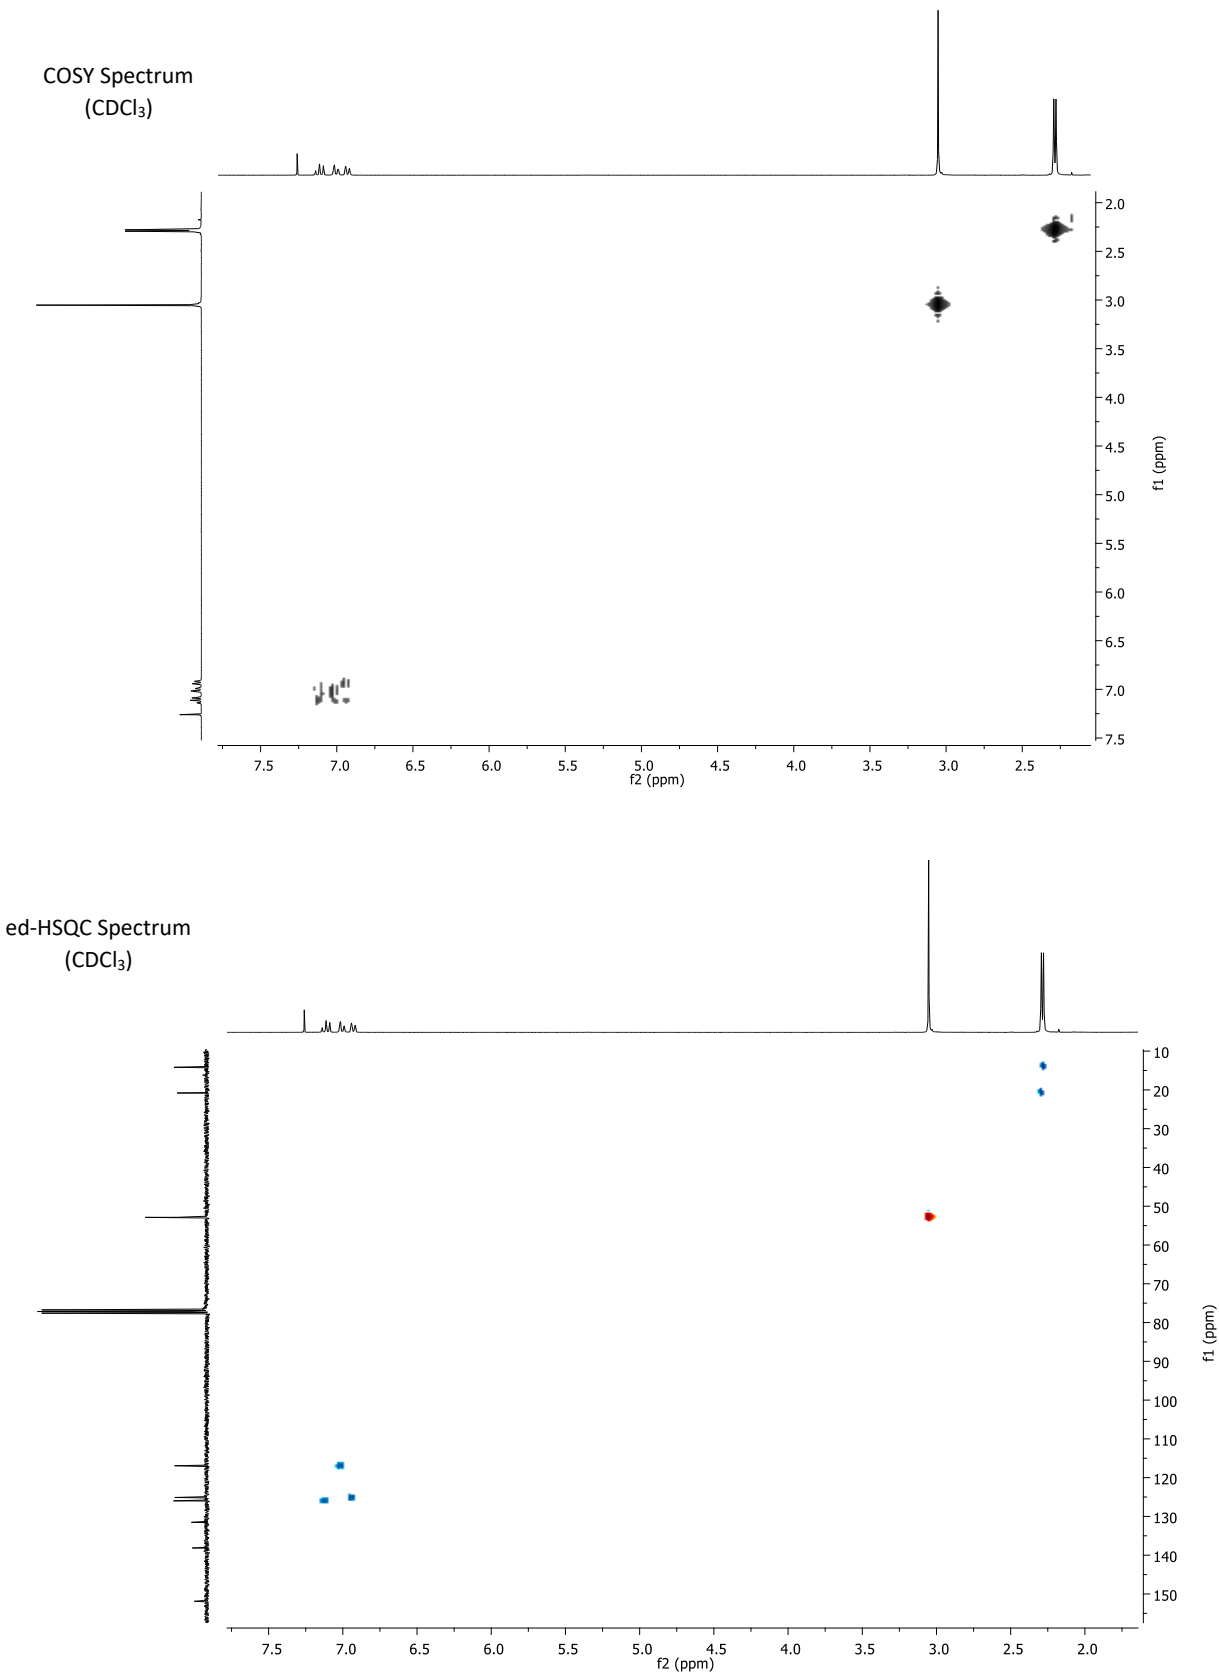 COSY Spectrum
(CDCl₃)
2.0
2.5
3.0
3.5
4.0
4.5
5.0
5.5
6.0
6.5
7.0
7.5
f1 (ppm)
7.5 7.0 6.5 6.0 5.5 5.0 4.5 4.0 3.5 3.0 2.5
f2 (ppm)
ed-HSQC Spectrum
(CDCl₃)
10
20
30
40
50
60
70
80
90
100
110
120
130
140
150
f1 (ppm)
7.5 7.0 6.5 6.0 5.5 5.0 4.5 4.0 3.5 3.0 2.5 2.0
f2 (ppm)